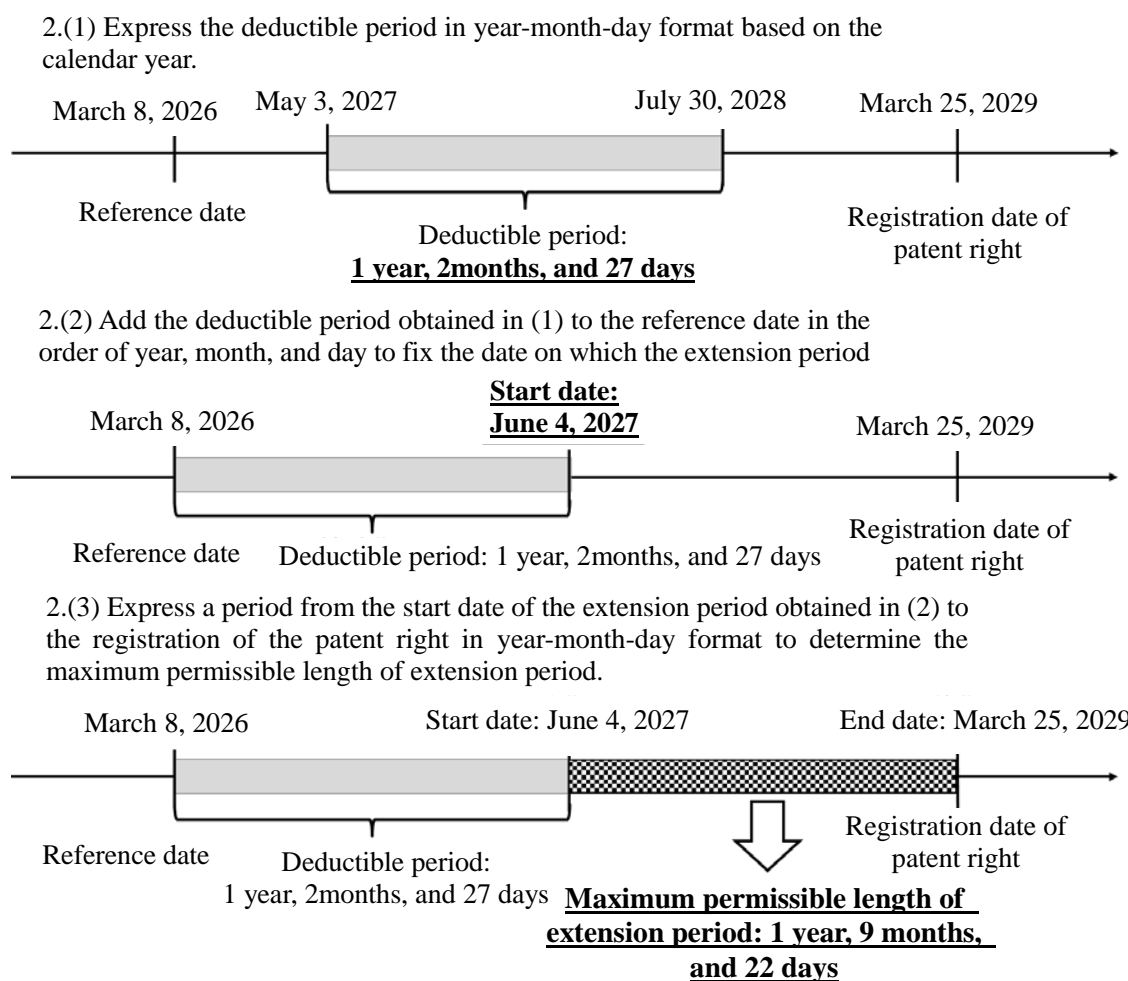 2.(1) Express the deductible period in year-month-day format based on the
calendar year.
March 8, 2026
May 3, 2027
July 30, 2028
March 25, 2029
Reference date
Deductible period:
1 year, 2months, and 27 days
Registration date of
patent right
2.(2) Add the deductible period obtained in (1) to the reference date in the
order of year, month, and day to fix the date on which the extension period
March 8, 2026
Start date:
June 4, 2027
March 25, 2029
Reference date
Deductible period: 1 year, 2months, and 27 days
Registration date of
patent right
2.(3) Express a period from the start date of the extension period obtained in (2) to
the registration of the patent right in year-month-day format to determine the
maximum permissible length of extension period.
March 8, 2026
Start date: June 4, 2027
End date: March 25, 2029
Reference date
Deductible period:
1 year, 2months, and 27 days
Registration date of
patent right
Maximum permissible length of
extension period: 1 year, 9 months,
and 22 days